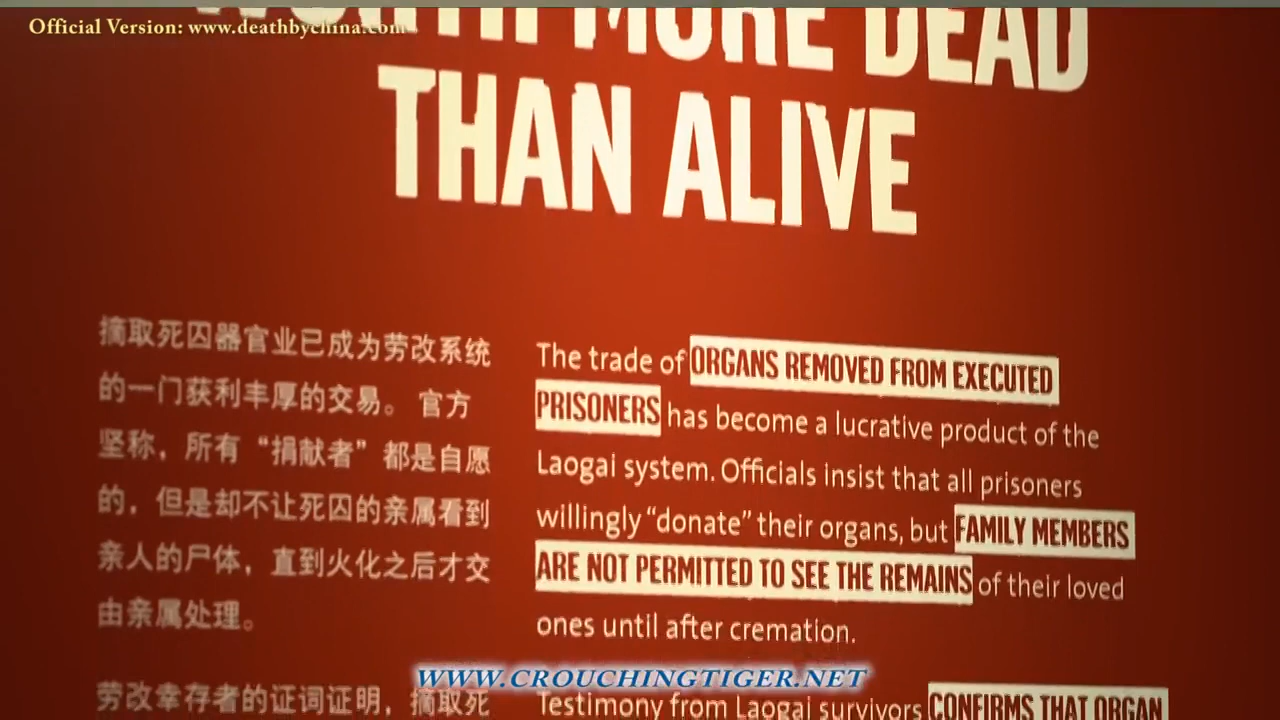 Official Version: www.deathbychina.com
MORE DEAD
THAN ALIVE
摘取死囚器官业已成为劳改系统
的一门获利丰厚的交易。官方
坚称，所有“捐献者”都是自愿
的，但是却不让死囚的亲属看到
亲人的尸体，直到火化之后才交
由亲属处理。
劳改幸存者的证词证明，摘取死
The trade of ORGANS REMOVED FROM EXECUTED
PRISONERS has become a lucrative product of the
Laogai system. Officials insist that all prisoners
willingly “donate” their organs, but FAMILY MEMBERS
ARE NOT PERMITTED TO SEE THE REMAINS of their loved
ones until after cremation.
Testimony from Laogai survivors CONFIRMS THAT ORGAN
WWW.CROUCHINGTIGER.NET